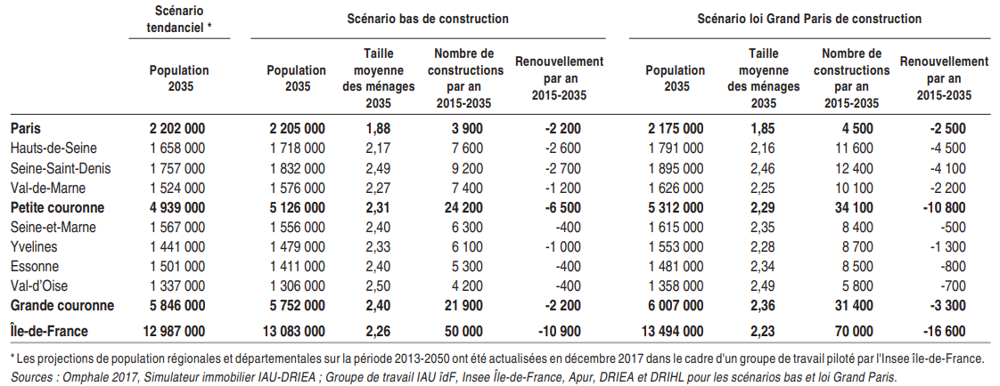 Scénario tendanciel * Scénario bas de construction Scénario loi Grand Paris de construction
Population 2035 Population 2035 Taille moyenne des ménages 2035 Nombre de constructions par an 2015-2035 Renouvellement par an 2015-2035 Population 2035 Taille moyenne des ménages 2035 Nombre de constructions par an 2015-2035 Renouvellement par an 2015-2035
Paris 2 202 000 2 205 000 1,88 3 900 -2 200 2 175 000 1,85 4 500 -2 500
Hauts-de-Seine 1 658 000 1 718 000 2,17 7 600 -2 600 1 791 000 2,16 11 600 -4 500
Seine-Saint-Denis 1 757 000 1 832 000 2,49 9 200 -2 700 1 895 000 2,46 12 400 -4 100
Val-de-Marne 1 524 000 1 576 000 2,27 7 400 -1 200 1 626 000 2,25 10 100 -2 200
Petite couronne 4 939 000 5 126 000 2,31 24 200 -6 500 5 312 000 2,29 34 100 -10 800
Seine-et-Marne 1 567 000 1 556 000 2,40 6 300 -400 1 615 000 2,35 8 400 -500
Yvelines 1 441 000 1 479 000 2,33 6 100 -1 000 1 553 000 2,28 8 700 -1 300
Essonne 1 501 000 1 411 000 2,40 5 300 -400 1 481 000 2,34 8 500 -800
Val-d'Oise 1 337 000 1 306 000 2,50 4 200 -400 1 358 000 2,49 5 800 -700
Grande couronne 5 846 000 5 752 000 2,40 21 900 -2 200 6 007 000 2,36 31 400 -3 300
Île-de-France 12 987 000 13 083 000 2,26 50 000 -10 900 13 494 000 2,23 70 000 -16 600
* Les projections de population régionales et départementales sur la période 2013-2050 ont été actualisées en décembre 2017 dans le cadre d'un groupe de travail piloté par l'Insee île-de-France.
Sources : Omphale 2017, Simulateur immobilier IAU-DRIEA ; Groupe de travail IAU îdF, Insee Île-de-France, Apur, DRIEA et DRIHL pour les scénarios bas et loi Grand Paris.